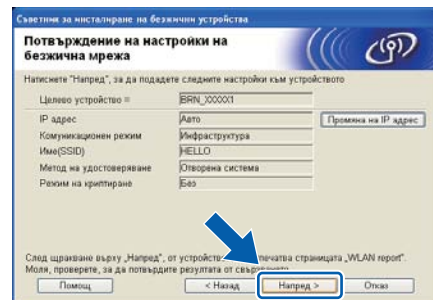 Съветник за инсталиране на безжични устройства
Потвърждение на настройки на
безжична мрежа
Натиснете "Напред", за да подадете следните настройки към устройството
Целево устройство = BRN_XXXXX1
IP адрес Авто Промяна на IP адрес
Комуникационен режим Инфраструктура
Име(SSID) HELLO
Метод на удостоверяване Отворена система
Режим на криптиране Без
След щракване върху „Напред", от устройство печатва страницата „WLAN report".
Моля, проверете, за да потвърдите резултата от свързването
Помощ < Назад Напред > Отказ